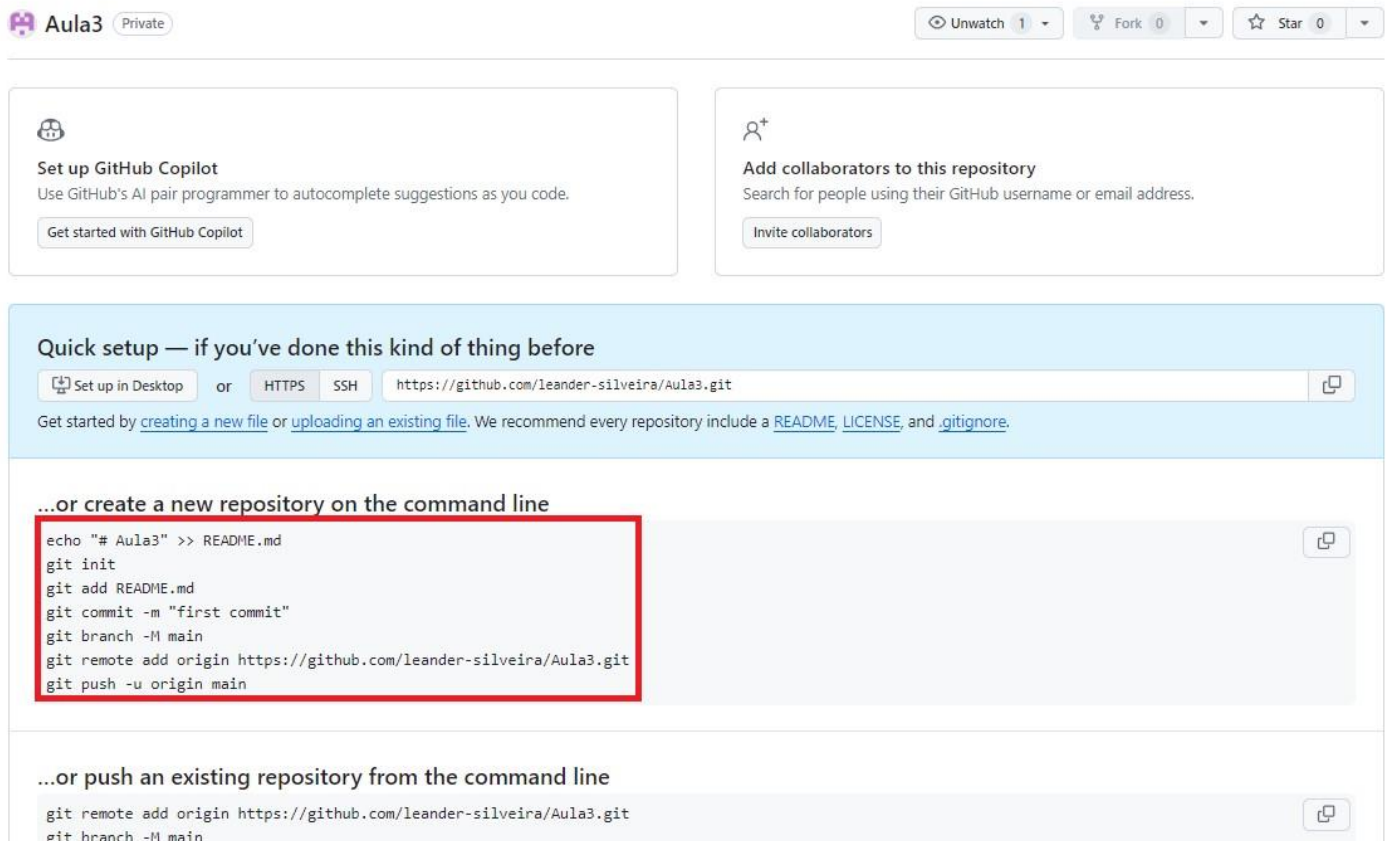 Aula3 Private Unwatch 1 Fork 0 Star 0
Set up GitHub Copilot
Use GitHub's AI pair programmer to autocomplete suggestions as you code.
Get started with GitHub Copilot
Add collaborators to this repository
Search for people using their GitHub username or email address.
Invite collaborators
Quick setup — if you've done this kind of thing before
Set up in Desktop or HTTPS SSH https://github.com/leander-silveira/Aula3.git
Get started by creating a new file or uploading an existing file. We recommend every repository include a README, LICENSE, and .gitignore.
...or create a new repository on the command line
echo "# Aula3" >> README.md
git init
git add README.md
git commit -m "first commit"
git branch -M main
git remote add origin https://github.com/leander-silveira/Aula3.git
git push -u origin main
...or push an existing repository from the command line
git remote add origin https://github.com/leander-silveira/Aula3.git
git branch -M main